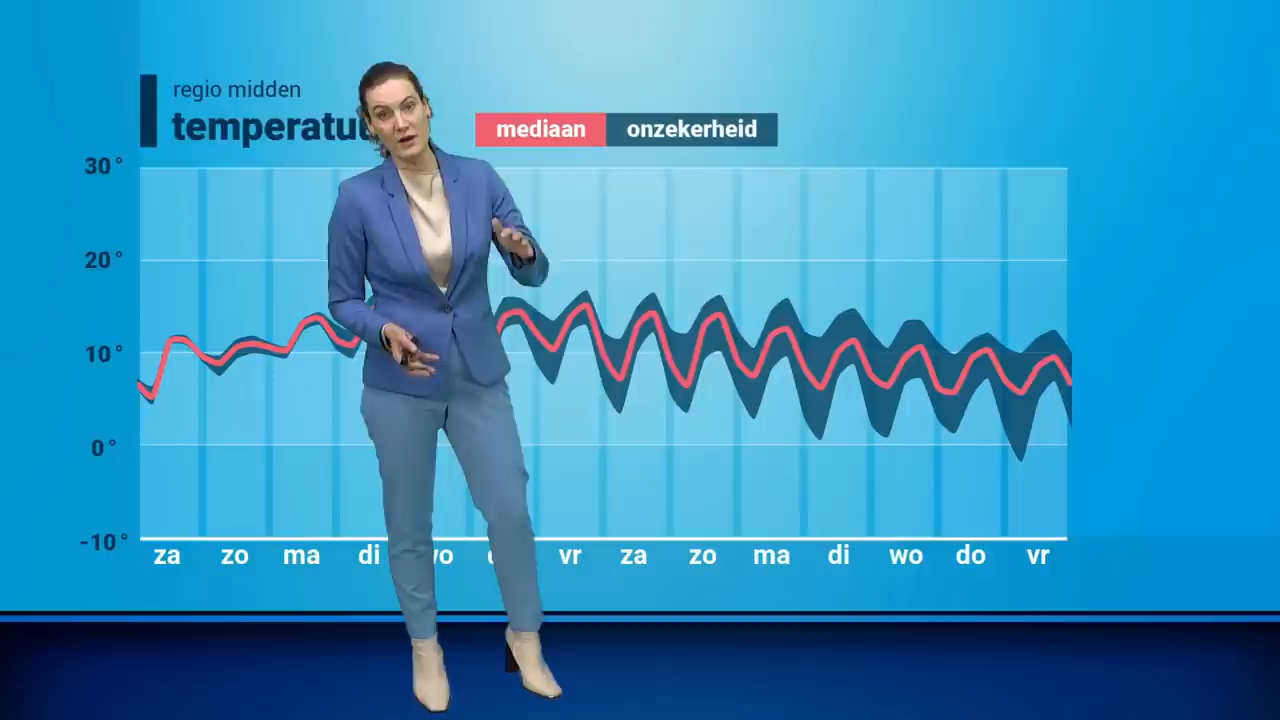 regio midden
temperatu
mediaan onzekerheid
30°
20°
10°
0°
-10°
za zo ma di vr za zo ma di wo do vr